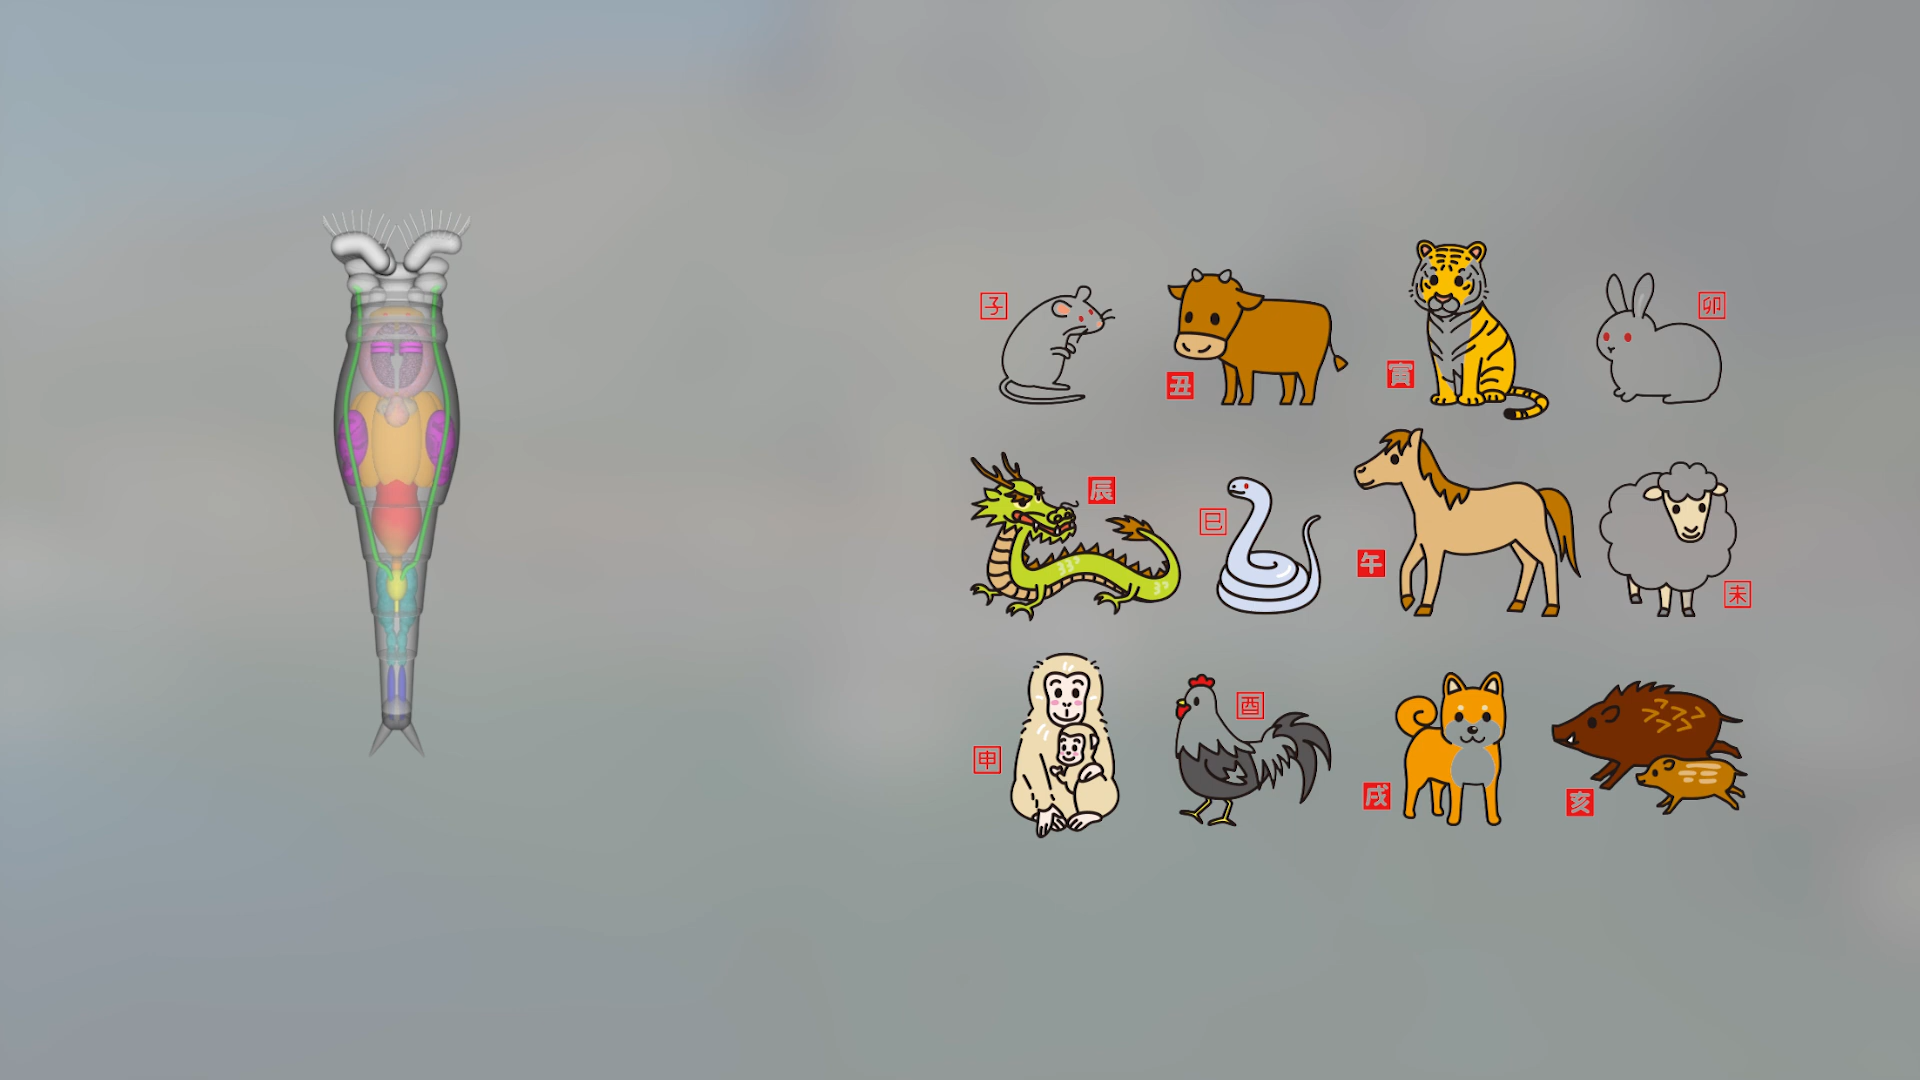 子
丑
寅
卯
辰
巳
午
未
申
酉
戌
亥